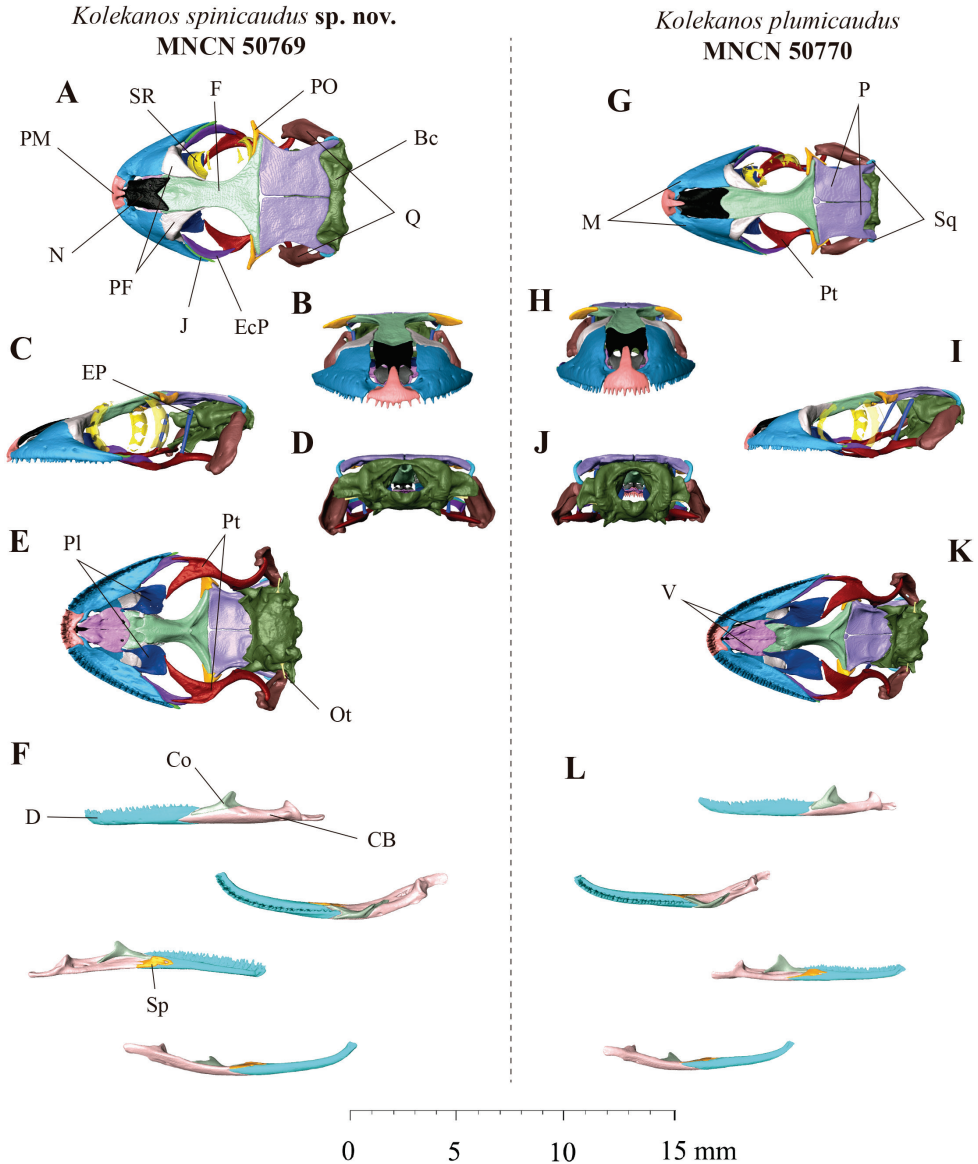 Kolekanos spinicaudus sp. nov.
MNCN 50769
Kolekanos plumicaudus
MNCN 50770
A
SR
F
PO
PM
Bc
Q
N
PF
J
EcP
G
P
M
Sq
Pt
B
H
C
EP
I
D
J
E
Pl
Pt
Ot
K
V
F
Co
D
CB
Sp
L
0 5 10 15 mm